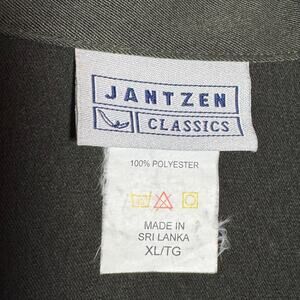 JANTZEN
CLASSICS
100% POLYESTER
MADE IN
SRI LANKA
XL/TG